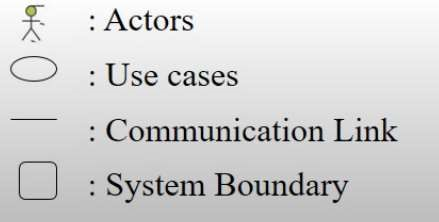 : Actors
: Use cases
: Communication Link
: System Boundary